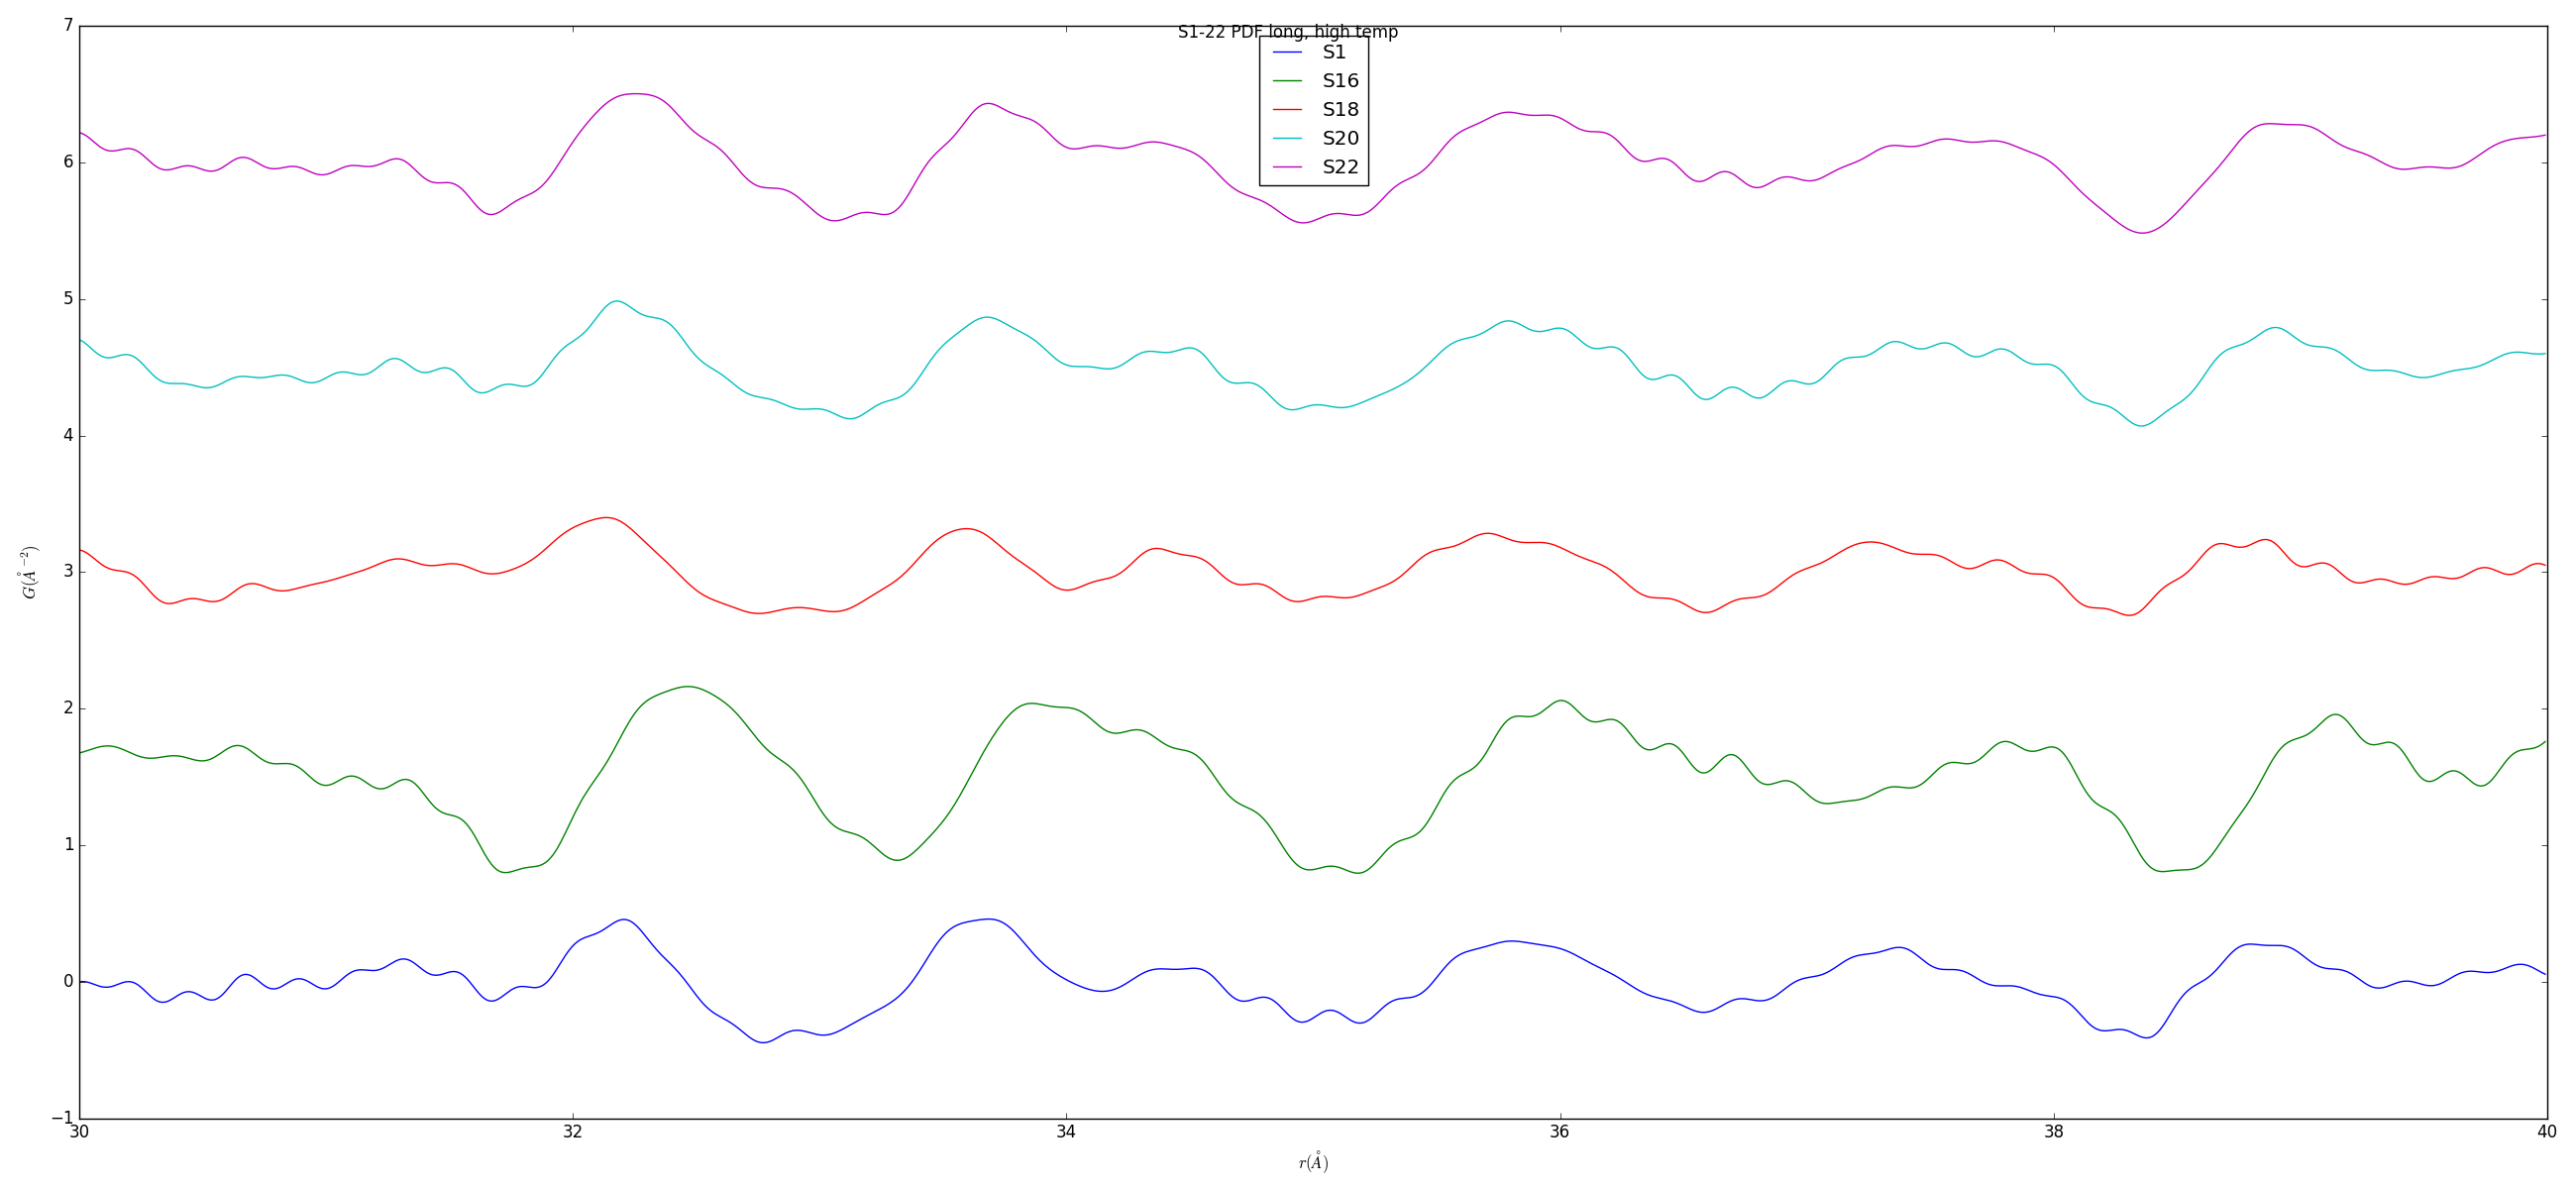 S1-22 PDF long, high temp
S1
S16
S18
S20
S22
7
6
5
4
3
2
1
0
−1
G(Å⁻²)
30 32 34 36 38 40
r(Å)